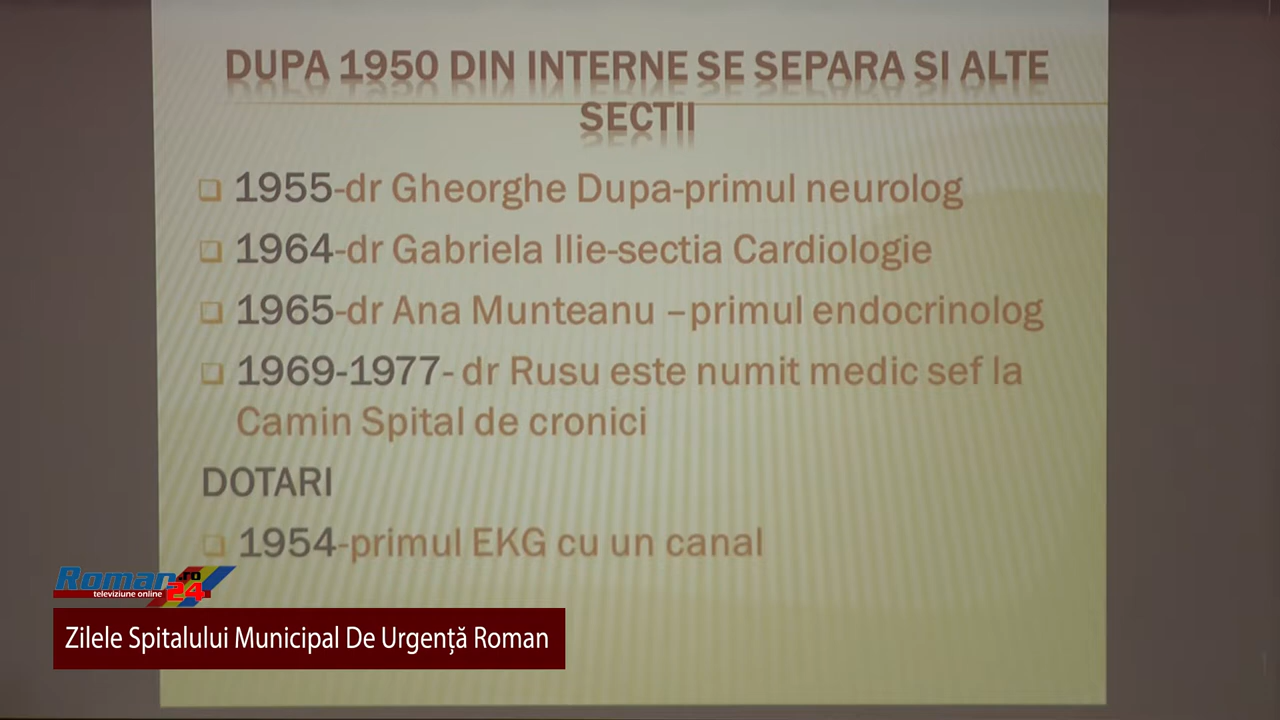 DUPA 1950 DIN INTERNE SE SEPARA SI ALTE
SECTII
❑ 1955-dr Gheorghe Dupa-primul neurolog
❑ 1964-dr Gabriela Ilie-sectia Cardiologie
❑ 1965-dr Ana Munteanu –primul endocrinolog
❑ 1969-1977- dr Rusu este numit medic sef la
Camin Spital de cronici
DOTARI
❑ 1954-primul EKG cu un canal
Roman24.ro
televiziune online
Zilele Spitalului Municipal De Urgență Roman